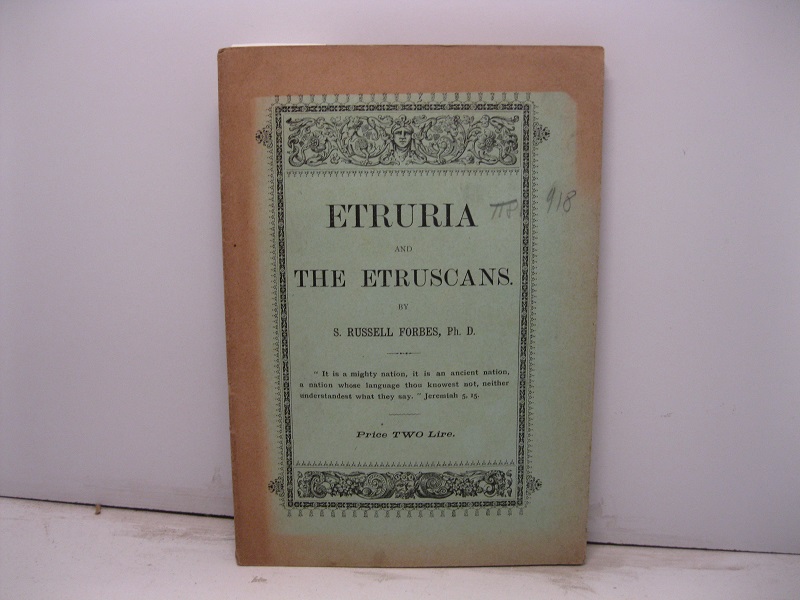 ETRURIA
918
AND
THE ETRUSCANS.
BY
S. RUSSELL FORBES, Ph. D.
" It is a mighty nation, it is an ancient nation,
a nation whose language thou knowest not, neither
understandest what they say. " Jeremiah 5, 15.
Price TWO Lire.